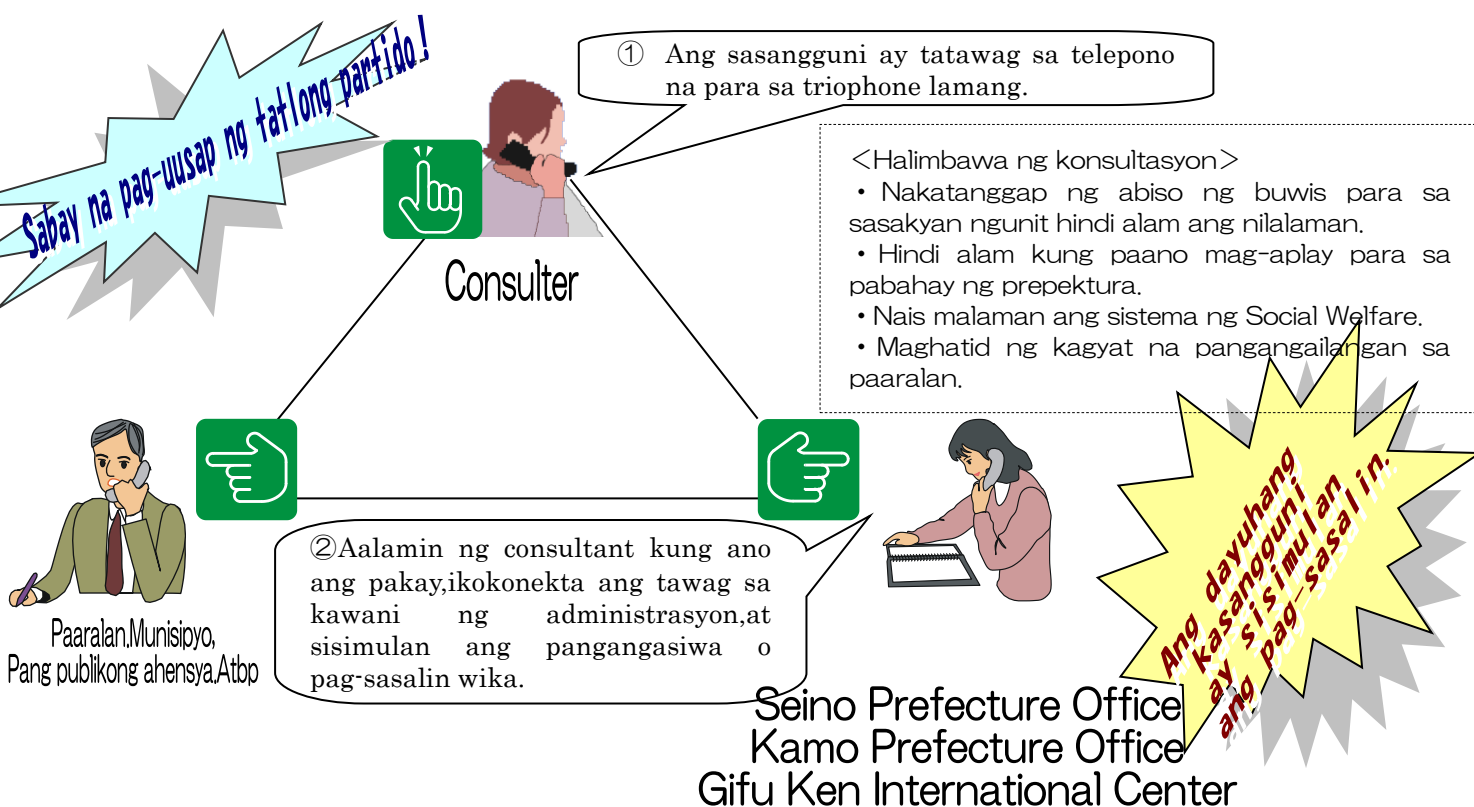 Sabay na pag-uusap ng tatlong partido!
① Ang sasangguni ay tatawag sa telepono
na para sa triophone lamang.
＜Halimbawa ng konsultasyon＞
・Nakatanggap ng abiso ng buwis para sa
sasakyan ngunit hindi alam ang nilalaman.
・Hindi alam kung paano mag-aplay para sa
pabahay ng prepektura.
・Nais malaman ang sistema ng Social Welfare.
・Maghatid ng kagyat na pangangailangan sa
paaralan.
Consulter
②Aalamin ng consultant kung ano
ang pakay,ikokonekta ang tawag sa
kawani ng administrasyon,at
sisimulan ang pangangasiwa o
pag-sasalin wika.
Paaralan,Munisipyo,
Pang publikong ahensya,Atbp
Ang dayuhang
kasangguni
ay sisimulan
ang pag-sasalin.
Seino Prefecture Office
Kamo Prefecture Office
Gifu Ken International Center